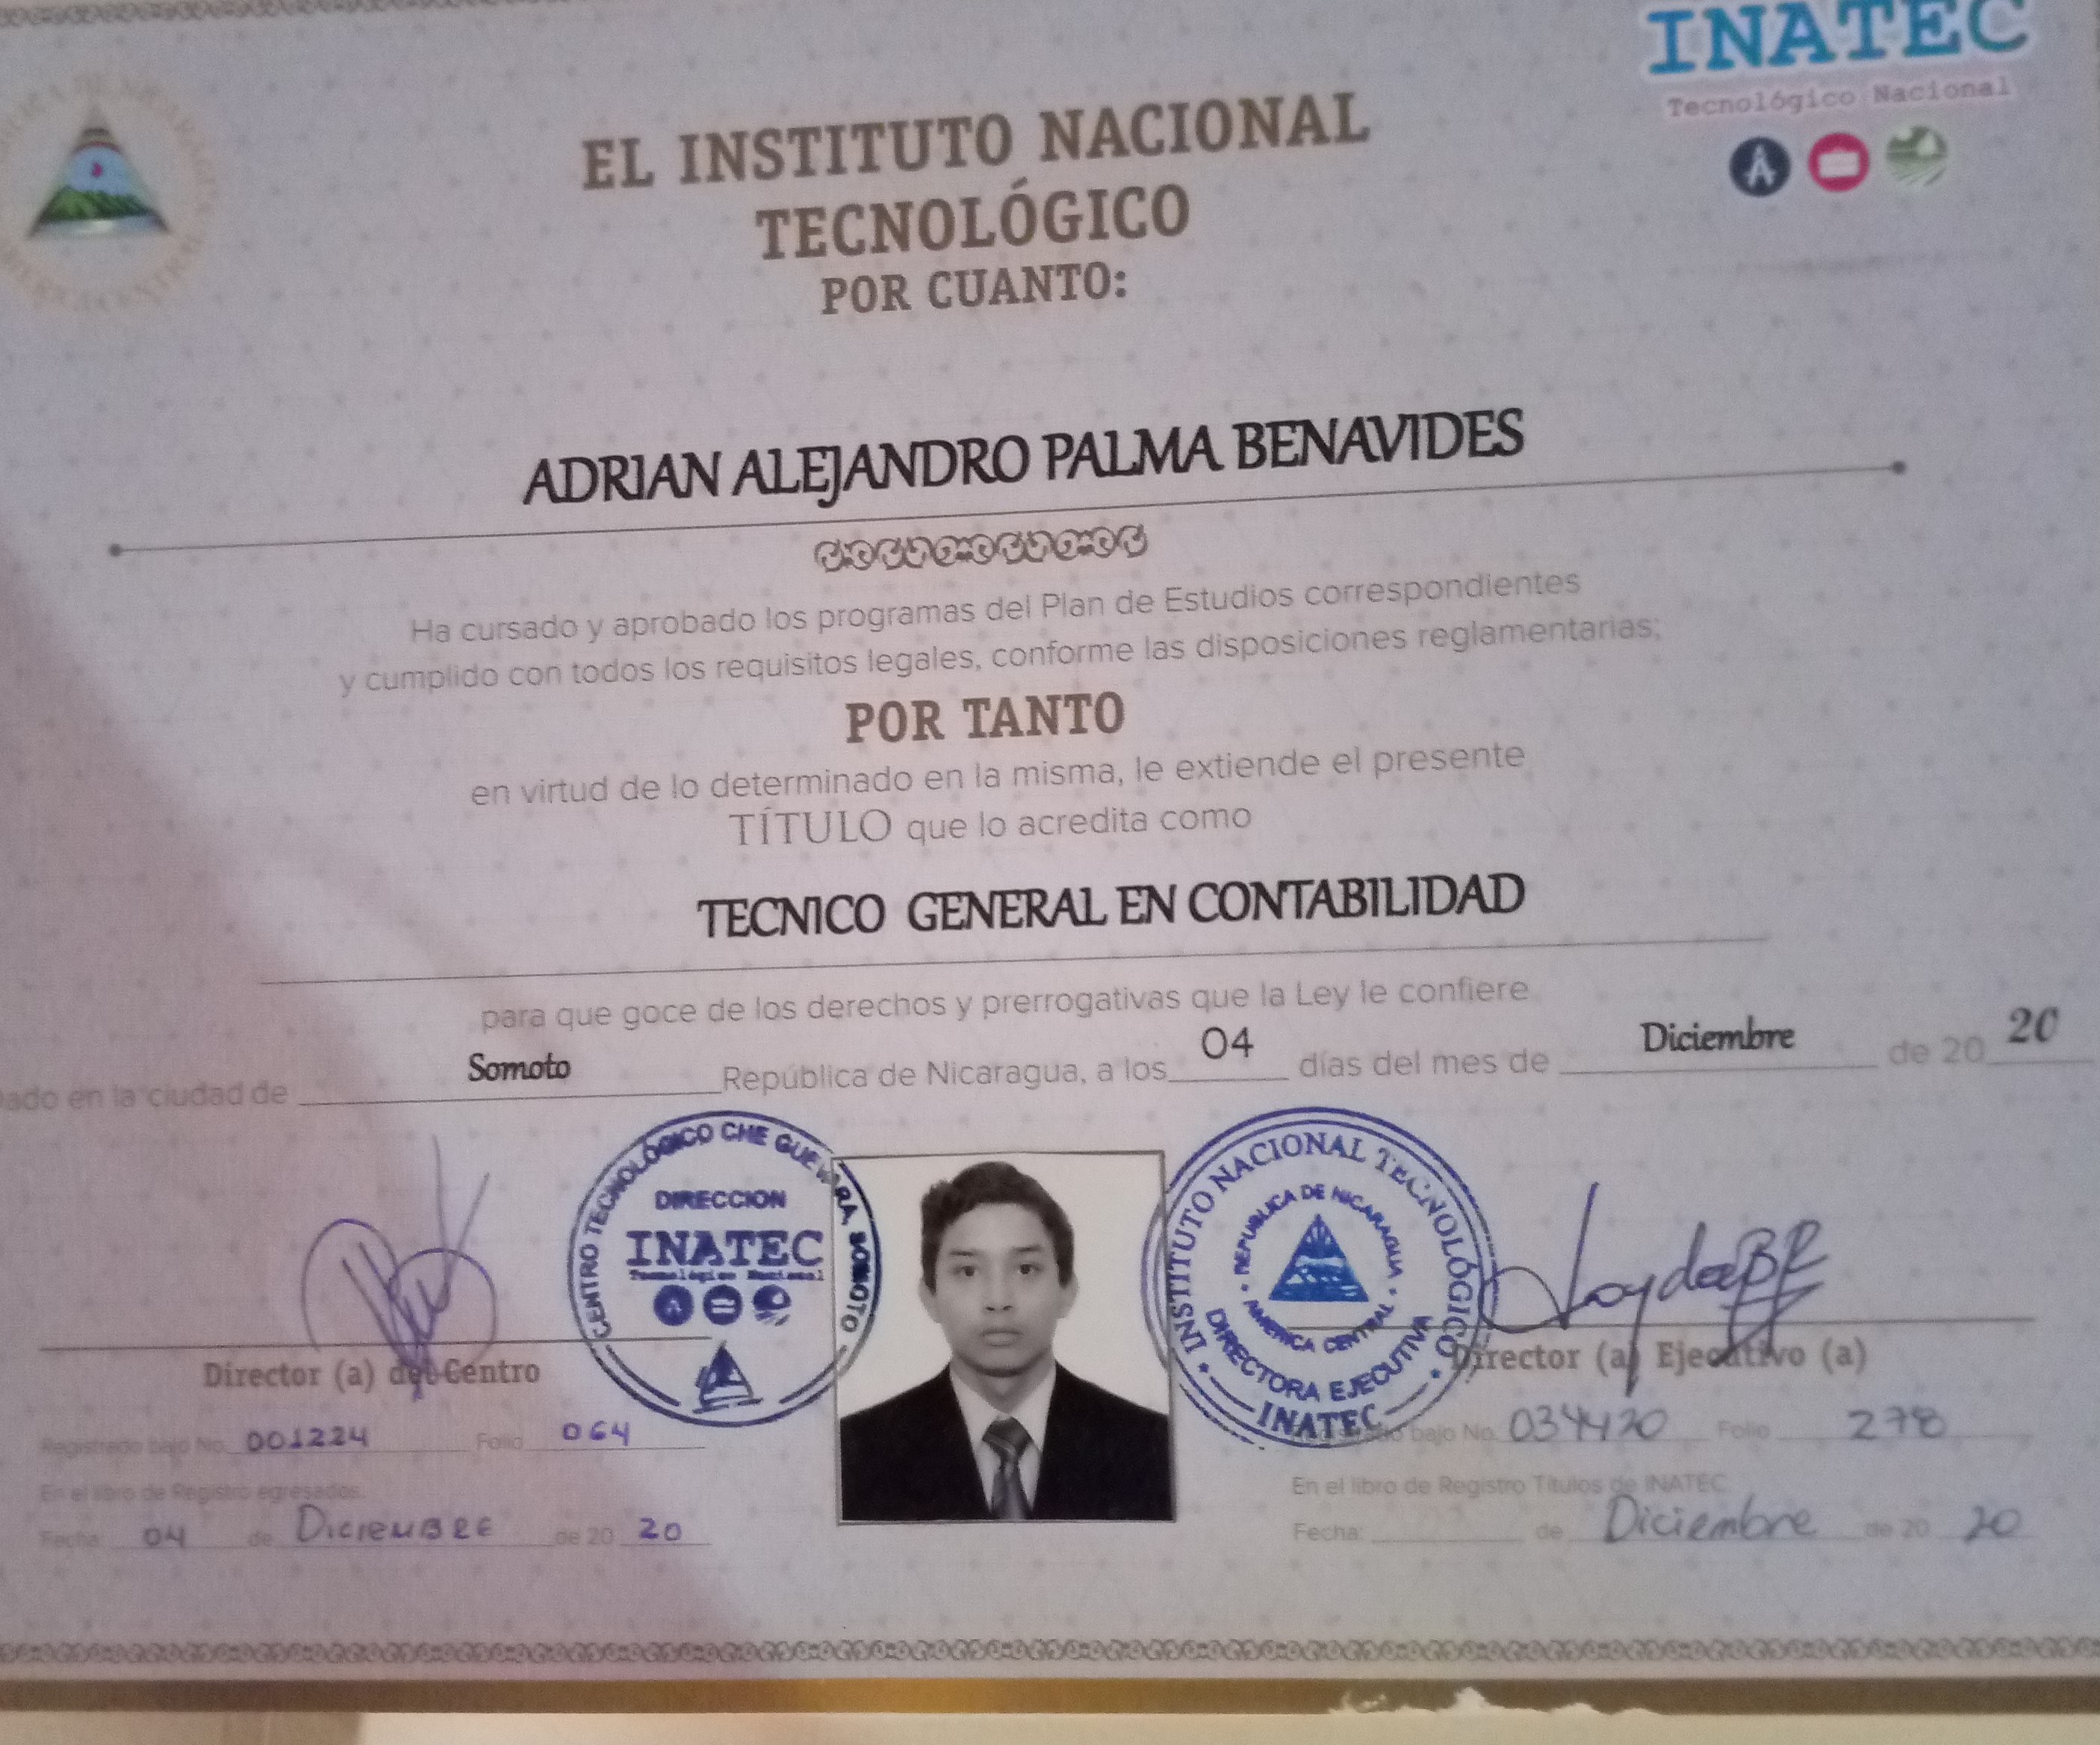 INATEC
Tecnológico Nacional
EL INSTITUTO NACIONAL
TECNOLÓGICO
POR CUANTO:
ADRIAN ALEJANDRO PALMA BENAVIDES
Ha cursado y aprobado los programas del Plan de Estudios correspondientes
y cumplido con todos los requisitos legales, conforme las disposiciones reglamentarias;
POR TANTO
en virtud de lo determinado en la misma, le extiende el presente
TÍTULO que lo acredita como
TECNICO GENERAL EN CONTABILIDAD
para que goce de los derechos y prerrogativas que la Ley le confiere
ado en la ciudad de Somoto República de Nicaragua, a los 04 días del mes de Diciembre de 20 20
CENTRO TECNOLÓGICO CHE GUEVARA, SOMOTO
DIRECCION
INATEC
Tecnológico Nacional
INSTITUTO NACIONAL TECNOLÓGICO
REPUBLICA DE NICARAGUA
AMERICA CENTRAL
DIRECTORA EJECUTIVA
INATEC
Director (a) del Centro
Registrado bajo No. 001224 Folio 064
En el libro de Registro egresados.
Fecha: 04 de DICIEMBRE de 20 20
Director (a) Ejecutivo (a)
bajo No. 034420 Folio 278
En el libro de Registro Títulos de INATEC.
Fecha: de Diciembre de 20 20